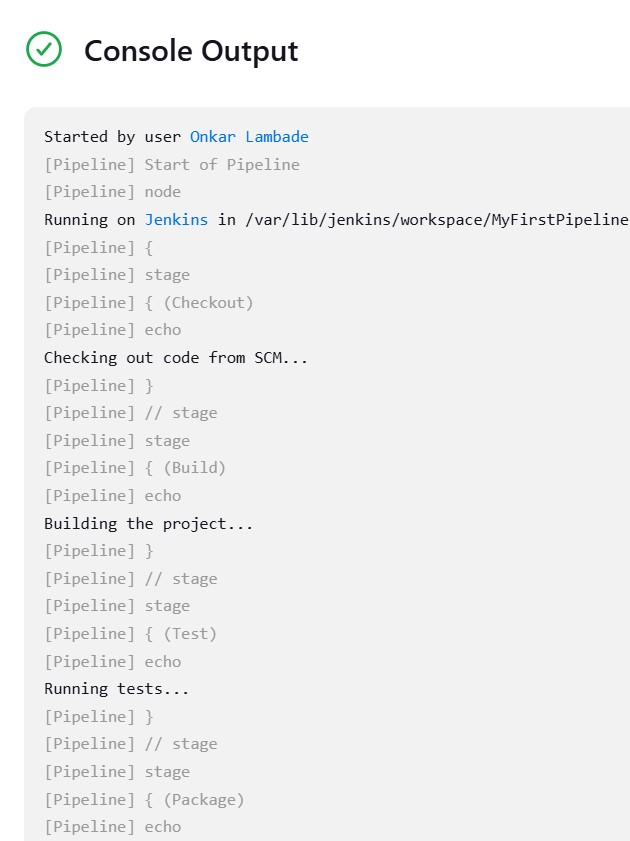 Console Output
Started by user Onkar Lambade
[Pipeline] Start of Pipeline
[Pipeline] node
Running on Jenkins in /var/lib/jenkins/workspace/MyFirstPipeline
[Pipeline] {
[Pipeline] stage
[Pipeline] { (Checkout)
[Pipeline] echo
Checking out code from SCM...
[Pipeline] }
[Pipeline] // stage
[Pipeline] stage
[Pipeline] { (Build)
[Pipeline] echo
Building the project...
[Pipeline] }
[Pipeline] // stage
[Pipeline] stage
[Pipeline] { (Test)
[Pipeline] echo
Running tests...
[Pipeline] }
[Pipeline] // stage
[Pipeline] stage
[Pipeline] { (Package)
[Pipeline] echo